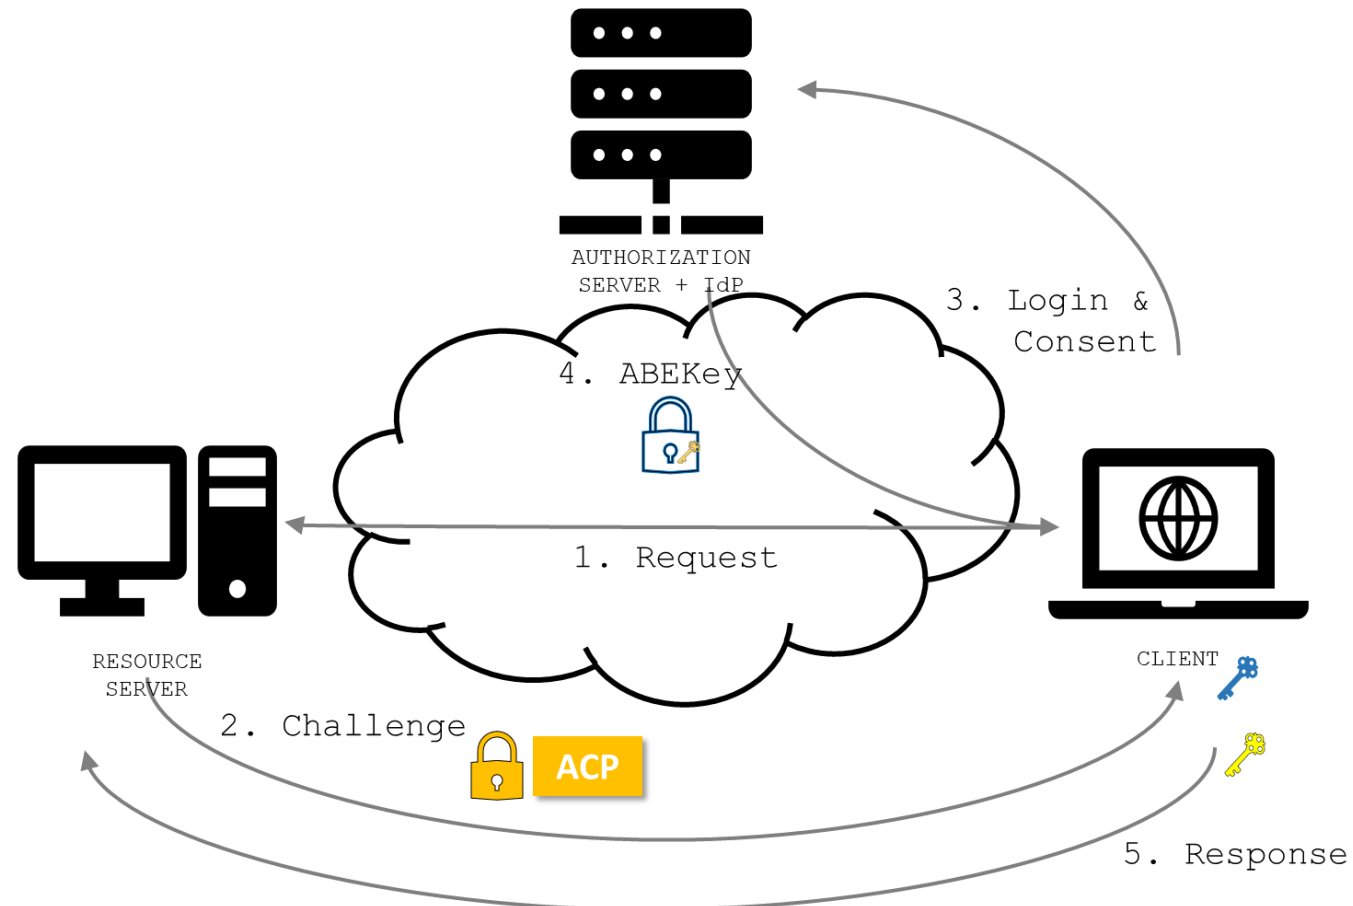 AUTHORIZATION
SERVER + IdP
3. Login &
Consent
4. ABEKey
1. Request
RESOURCE
SERVER
CLIENT
2. Challenge
ACP
5. Response